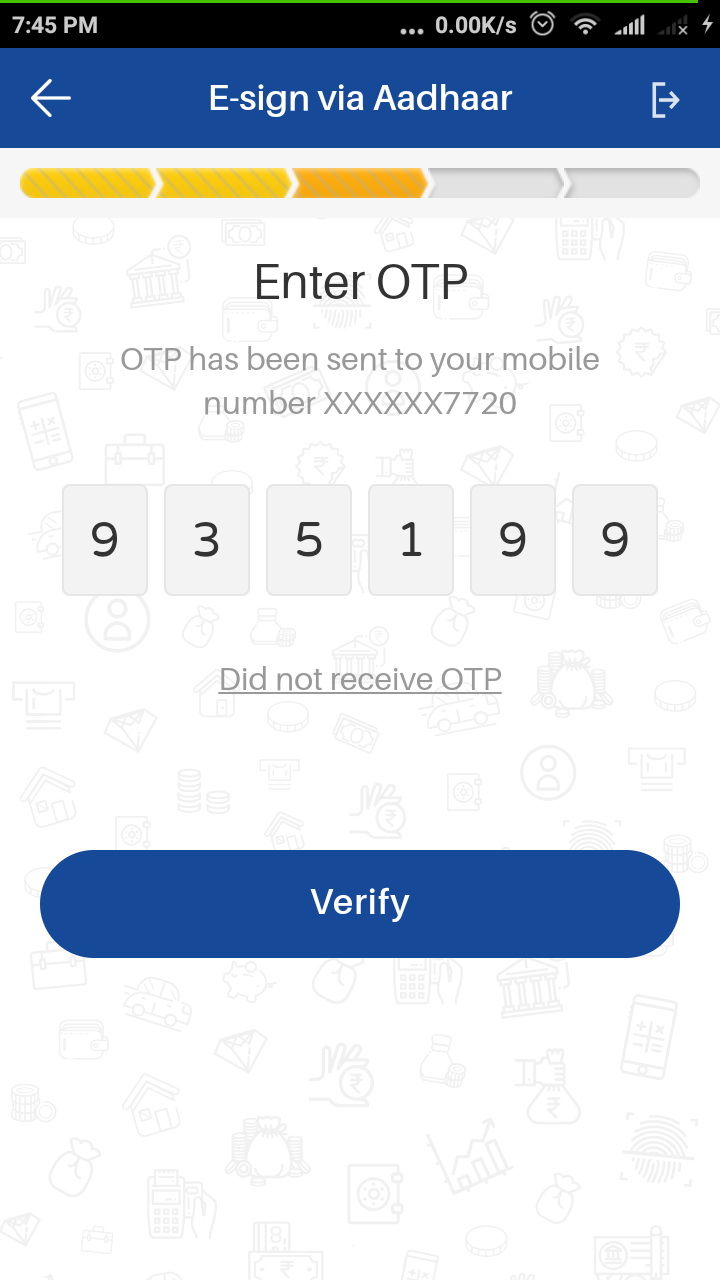 7:45 PM ... 0.00K/s
E-sign via Aadhaar
Enter OTP
OTP has been sent to your mobile
number XXXXXX7720
9 3 5 1 9 9
Did not receive OTP
Verify